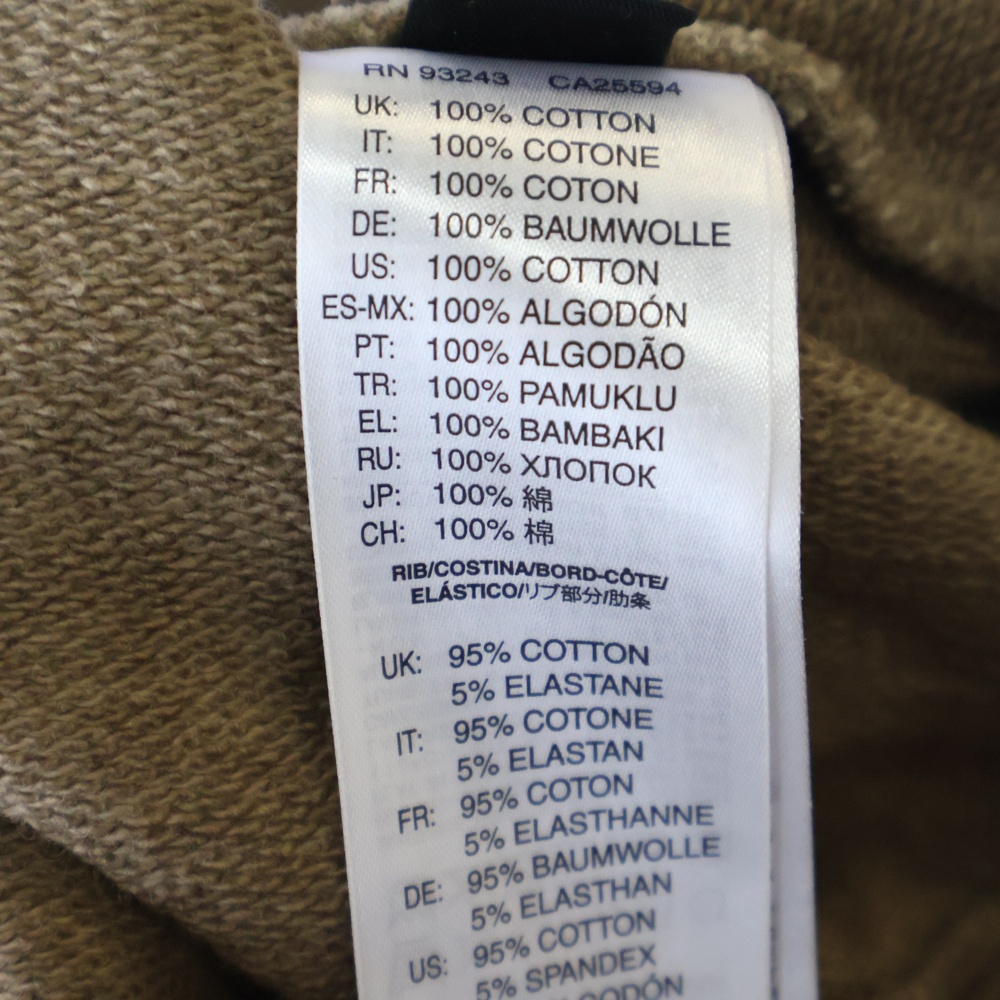 RN 93243 CA25594
UK: 100% COTTON
IT: 100% COTONE
FR: 100% COTON
DE: 100% BAUMWOLLE
US: 100% COTTON
ES-MX: 100% ALGODÓN
PT: 100% ALGODÃO
TR: 100% PAMUKLU
EL: 100% BAMBAKI
RU: 100% ХЛОПОК
JP: 100% 綿
CH: 100% 棉
RIB/COSTINA/BORD-CÔTE/
ELÁSTICO/リブ部分/肋条
UK: 95% COTTON
5% ELASTANE
IT: 95% COTONE
5% ELASTAN
FR: 95% COTON
5% ELASTHANNE
DE: 95% BAUMWOLLE
5% ELASTHAN
US: 95% COTTON
5% SPANDEX